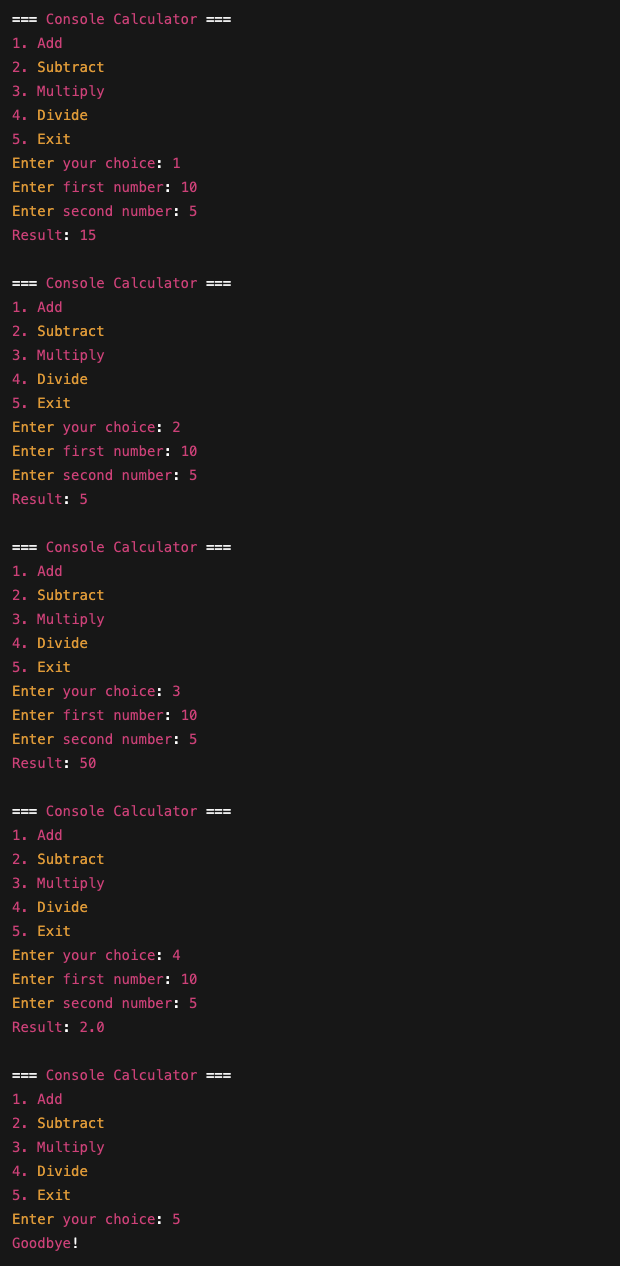 === Console Calculator ===
1. Add
2. Subtract
3. Multiply
4. Divide
5. Exit
Enter your choice: 1
Enter first number: 10
Enter second number: 5
Result: 15

=== Console Calculator ===
1. Add
2. Subtract
3. Multiply
4. Divide
5. Exit
Enter your choice: 2
Enter first number: 10
Enter second number: 5
Result: 5

=== Console Calculator ===
1. Add
2. Subtract
3. Multiply
4. Divide
5. Exit
Enter your choice: 3
Enter first number: 10
Enter second number: 5
Result: 50

=== Console Calculator ===
1. Add
2. Subtract
3. Multiply
4. Divide
5. Exit
Enter your choice: 4
Enter first number: 10
Enter second number: 5
Result: 2.0

=== Console Calculator ===
1. Add
2. Subtract
3. Multiply
4. Divide
5. Exit
Enter your choice: 5
Goodbye!